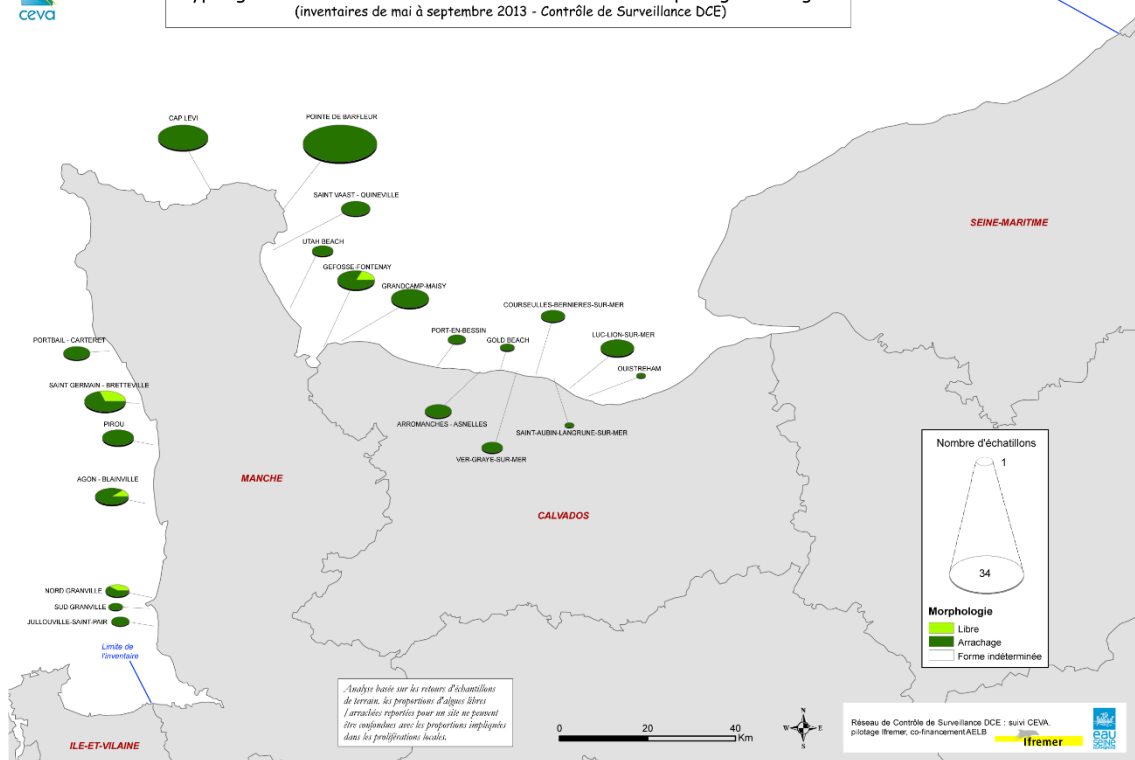 ceva
(inventaires de mai à septembre 2013 - Contrôle de Surveillance DCE)
CAP LEVI
POINTE DE BARFLEUR
SAINT VAAST - QUINEVILLE
SEINE-MARITIME
UTAH BEACH
GEFOSSE-FONTENAY
GRANDCAMP-MAISY
COURSEULLES-BERNIERES-SUR-MER
PORT-EN-BESSIN
GOLD BEACH
LUC-LION-SUR-MER
PORTBAIL - CARTERET
OUISTREHAM
SAINT GERMAIN - BRETTEVILLE
ARROMANCHES - ASNELLES
SAINT-AUBIN-LANGRUNE-SUR-MER
PIROU
VER-GRAYE-SUR-MER
MANCHE
AGON - BLAINVILLE
CALVADOS
Nombre d'échatillons
1
34
Morphologie
Libre
Arrachage
Forme indéterminée
NORD GRANVILLE
SUD GRANVILLE
JULLOUVILLE-SAINT-PAIR
Limite de
l'inventaire
Analyse basée sur les retours d'échantillons
de terrain, les proportions d'algues libres
/ arrachées reportées pour un site ne peuvent
être confondues avec les proportions impliquées
dans les proliférations locales.
0 20 40
Km
N
W E
S
Réseau de Contrôle de Surveillance DCE : suivi CEVA,
pilotage Ifremer, co-financement AELB
Ifremer
eau
SEINE
ILE-ET-VILAINE